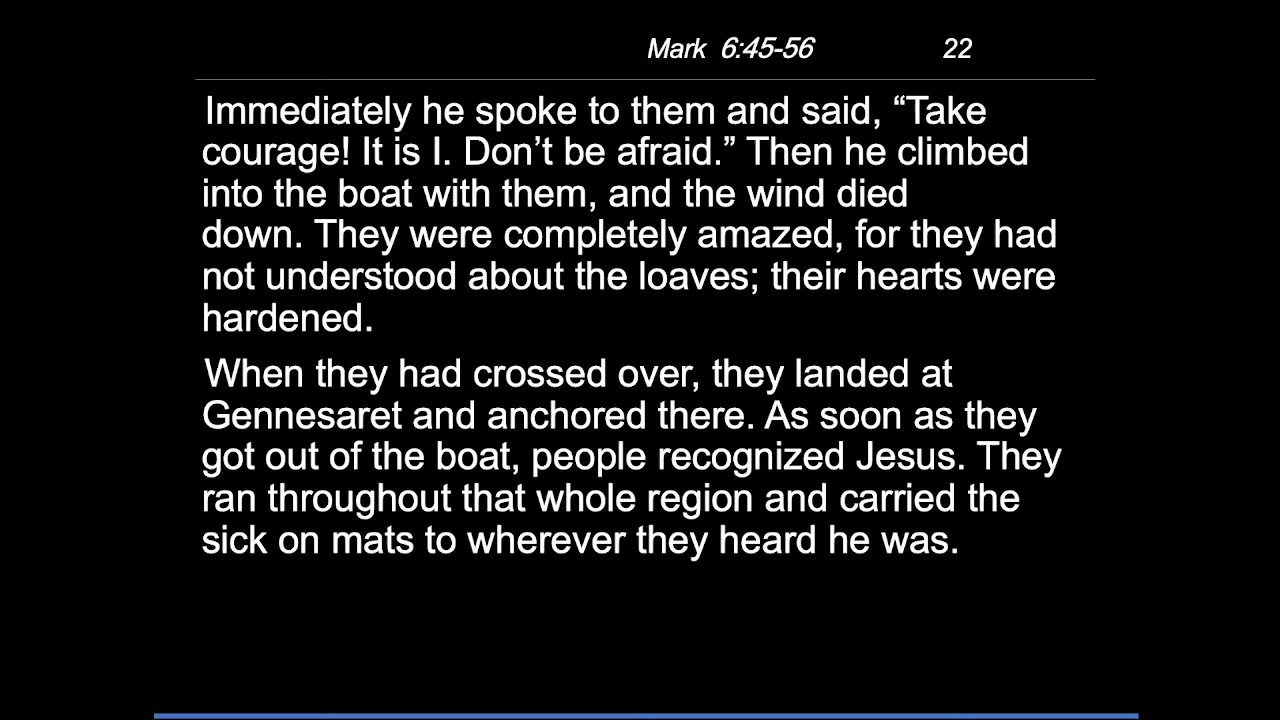 Mark 6:45-56 22
Immediately he spoke to them and said, “Take
courage! It is I. Don’t be afraid.” Then he climbed
into the boat with them, and the wind died
down. They were completely amazed, for they had
not understood about the loaves; their hearts were
hardened.
When they had crossed over, they landed at
Gennesaret and anchored there. As soon as they
got out of the boat, people recognized Jesus. They
ran throughout that whole region and carried the
sick on mats to wherever they heard he was.